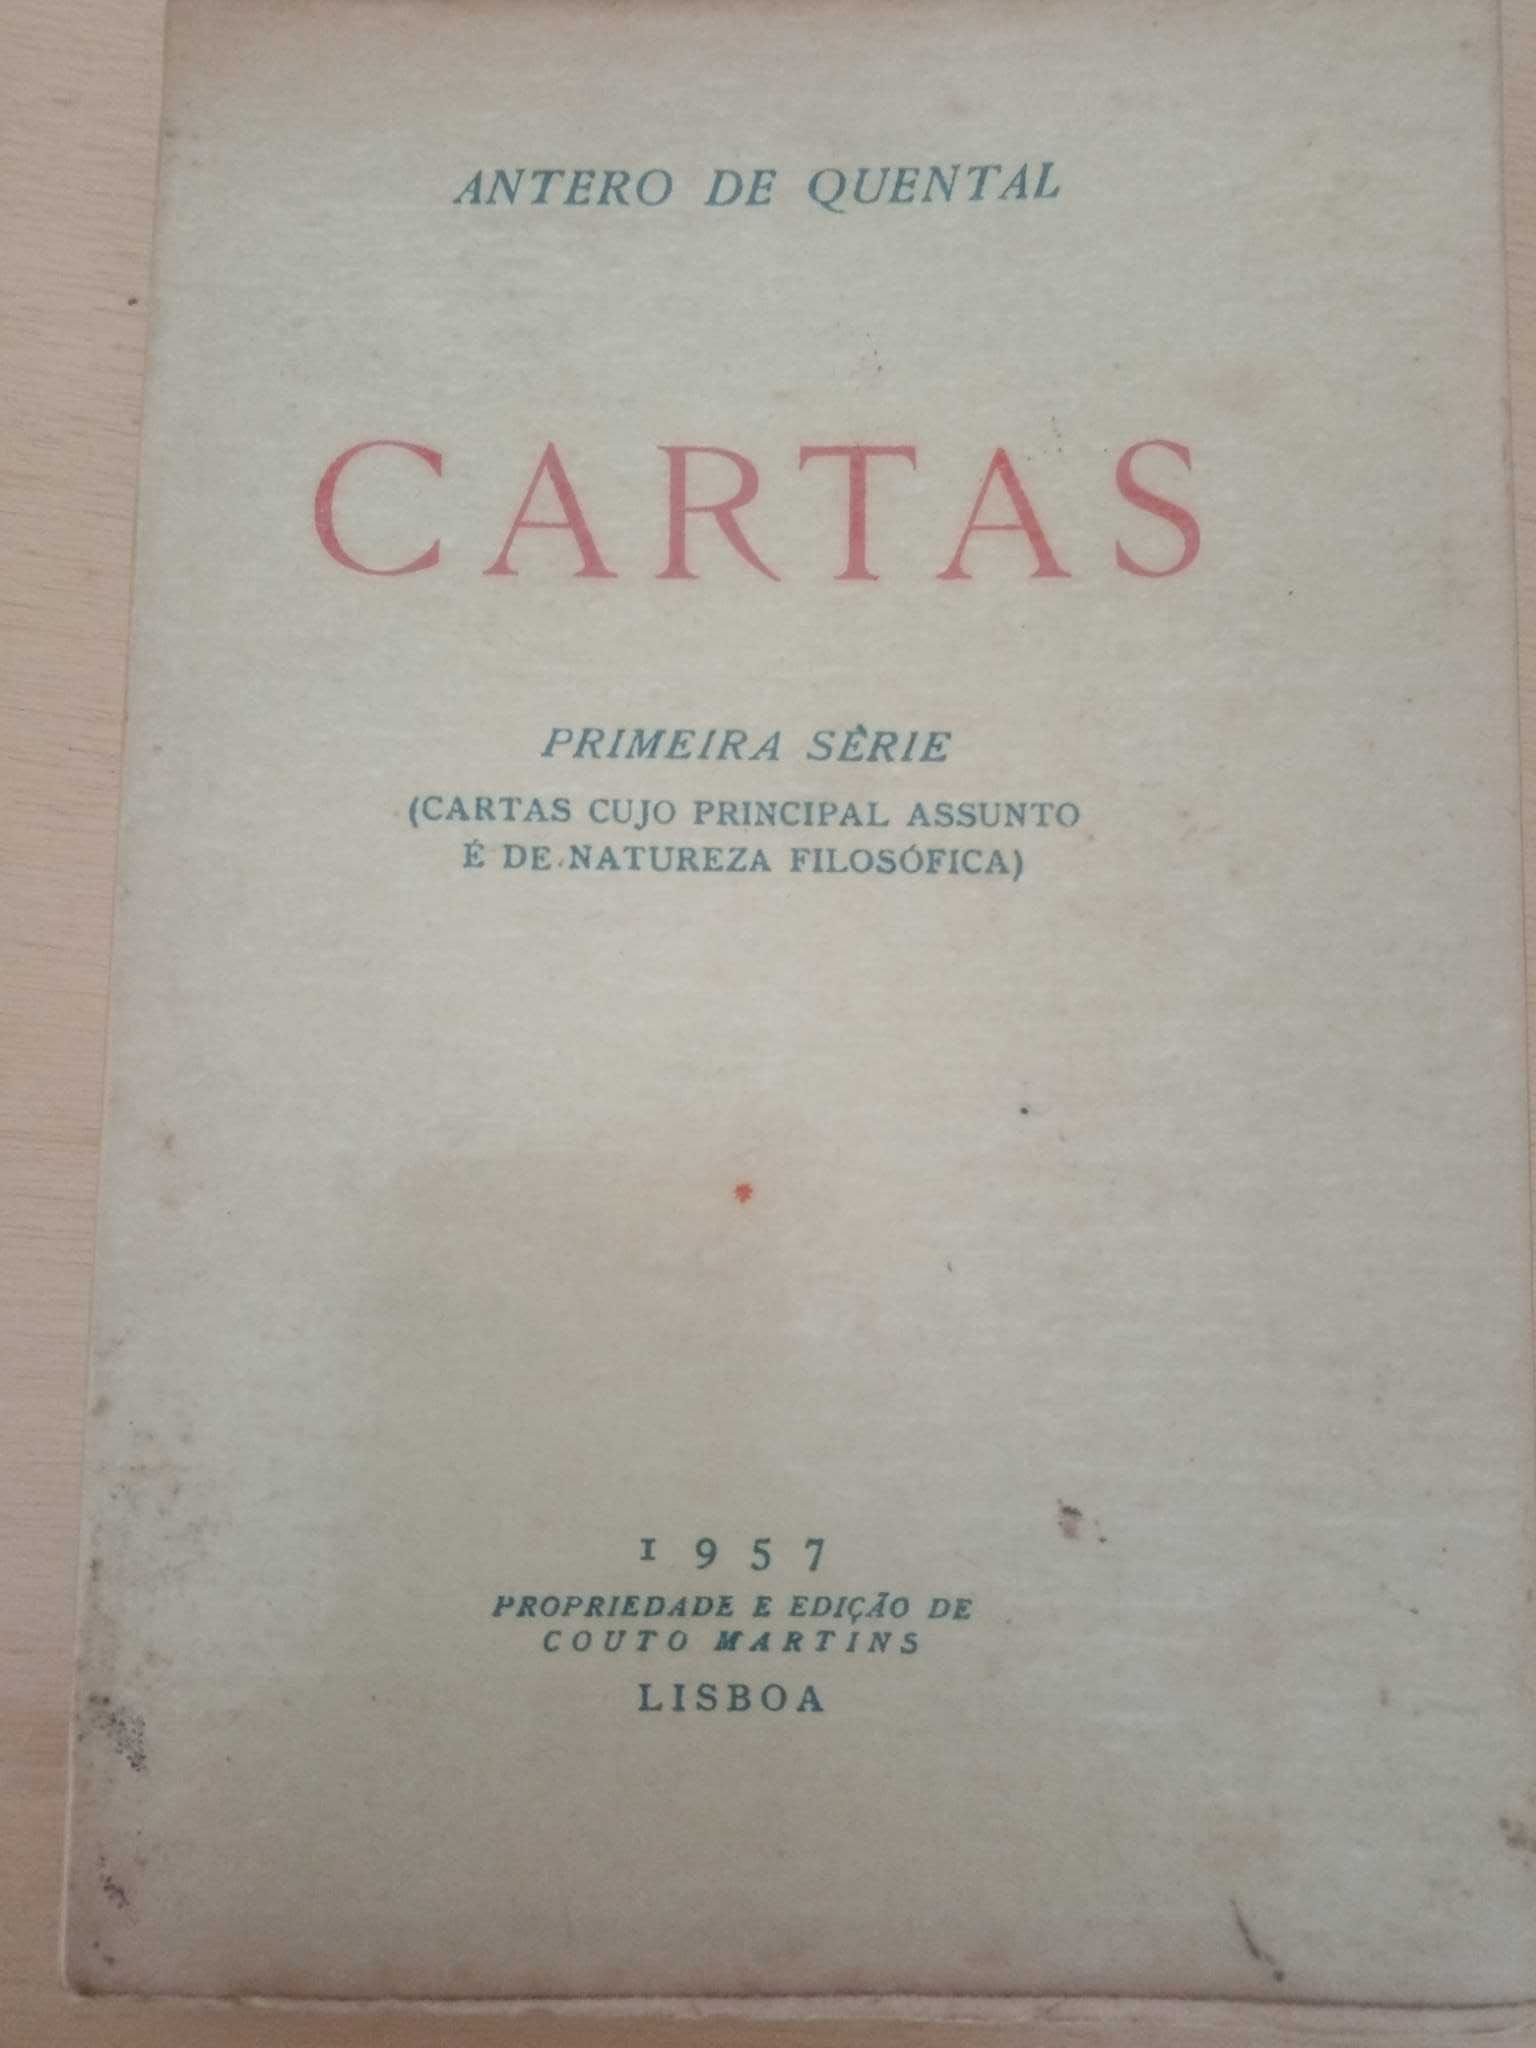 ANTERO DE QUENTAL
CARTAS
PRIMEIRA SÉRIE
(CARTAS CUJO PRINCIPAL ASSUNTO
É DE NATUREZA FILOSÓFICA)
*
1957
PROPRIEDADE E EDIÇÃO DE
COUTO MARTINS
LISBOA